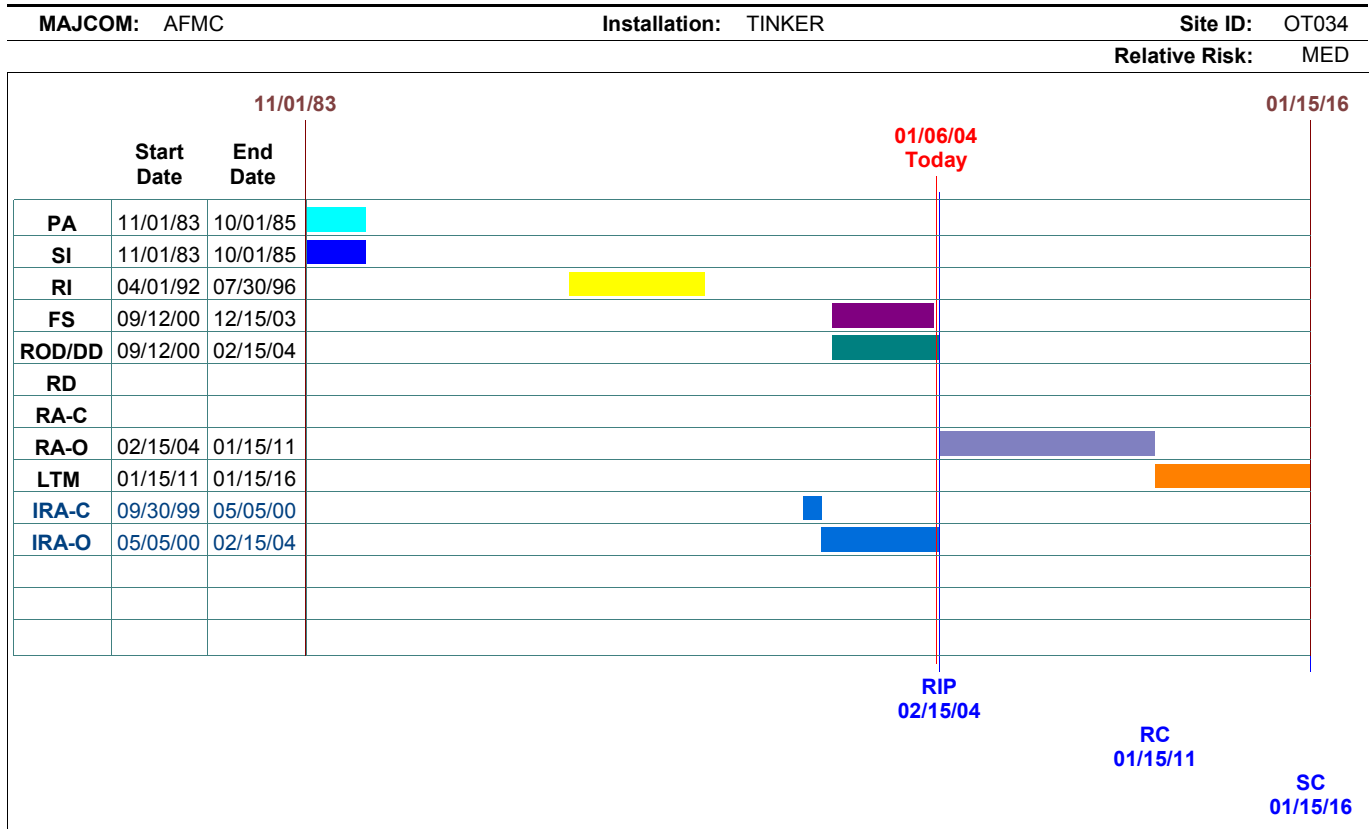 MAJCOM: AFMC Installation: TINKER Site ID: OT034
Relative Risk: MED
11/01/83 01/15/16
01/06/04
Today
Start End
Date Date
PA 11/01/83 10/01/85
SI 11/01/83 10/01/85
RI 04/01/92 07/30/96
FS 09/12/00 12/15/03
ROD/DD 09/12/00 02/15/04
RD
RA-C
RA-O 02/15/04 01/15/11
LTM 01/15/11 01/15/16
IRA-C 09/30/99 05/05/00
IRA-O 05/05/00 02/15/04
RIP
02/15/04
RC
01/15/11
SC
01/15/16